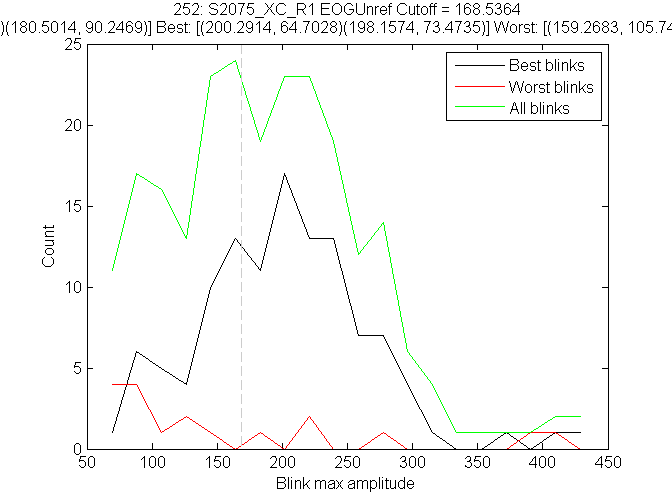 252: S2075_XC_R1 EOGUnref Cutoff = 168.5364
)(180.5014, 90.2469)] Best: [(200.2914, 64.7028)(198.1574, 73.4735)] Worst: [(159.2683, 105.74
Best blinks
Worst blinks
All blinks
25
20
15
10
5
0
Count
50 100 150 200 250 300 350 400 450
Blink max amplitude